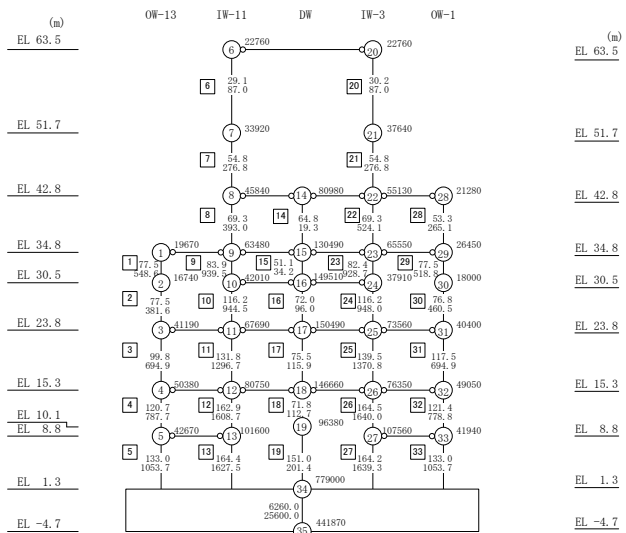 OW-13 IW-11 DW IW-3 OW-1
(m) (m)
EL 63.5 6 22760 20 22760 EL 63.5
6 29.1 20 30.2
87.0 87.0
EL 51.7 7 33920 21 37640 EL 51.7
7 54.8 21 54.8
276.8 276.8
EL 42.8 8 45840 14 80980 22 55130 28 21280 EL 42.8
8 69.3 14 64.8 22 69.3 28 53.3
393.0 19.3 524.1 265.1
EL 34.8 1 19670 9 63480 15 130490 23 65550 29 26450 EL 34.8
1 77.5 9 83.9 15 51.1 23 82.4 29 77.5
548.6 939.5 34.2 928.7 518.8
EL 30.5 2 16740 10 42010 16 149510 24 37910 30 18000 EL 30.5
2 77.5 10 116.2 16 72.0 24 116.2 30 76.8
381.6 944.5 96.0 948.0 460.5
EL 23.8 3 41190 11 67690 17 150490 25 73560 31 40400 EL 23.8
3 99.8 11 131.8 17 75.5 25 139.5 31 117.5
694.9 1296.7 115.9 1370.8 694.9
EL 15.3 4 50380 12 80750 18 146660 26 76350 32 49050 EL 15.3
4 120.7 12 162.9 18 71.8 26 164.5 32 121.4
787.7 1608.7 112.7 1640.0 778.8
EL 10.1 19 96380
EL 8.8 5 42670 13 101600 27 107560 33 41940 EL 8.8
5 133.0 13 164.4 19 151.0 27 164.2 33 133.0
1053.7 1627.5 201.4 1639.3 1053.7
EL 1.3 34 779000 EL 1.3
6260.0
25600.0
EL -4.7 35 441870 EL -4.7